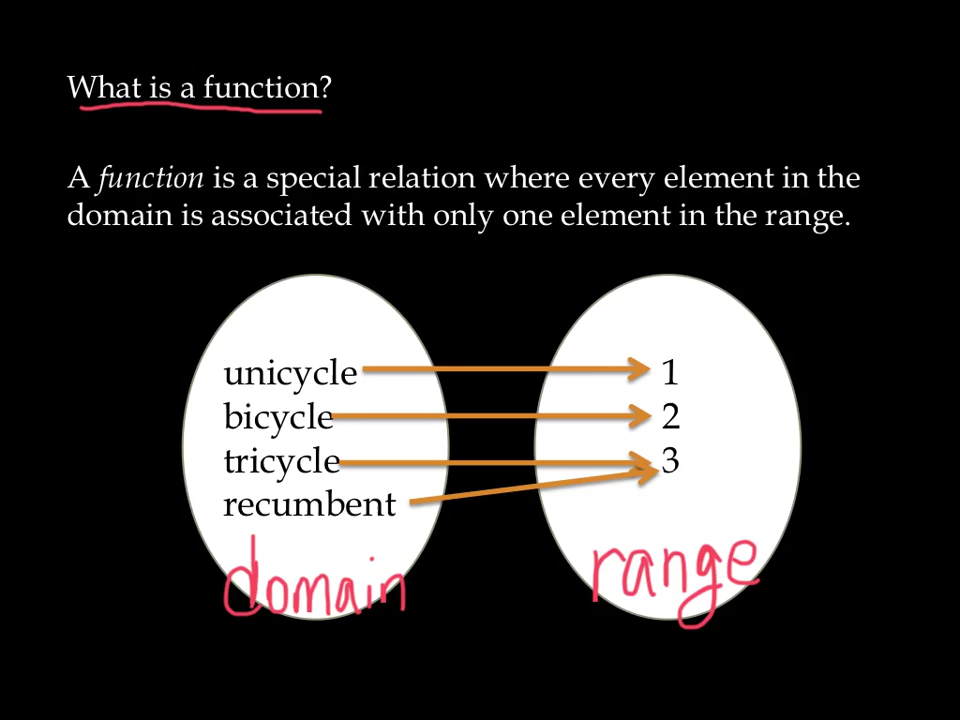 What is a function?
A function is a special relation where every element in the
domain is associated with only one element in the range.
unicycle 1
bicycle 2
tricycle 3
recumbent
domain range